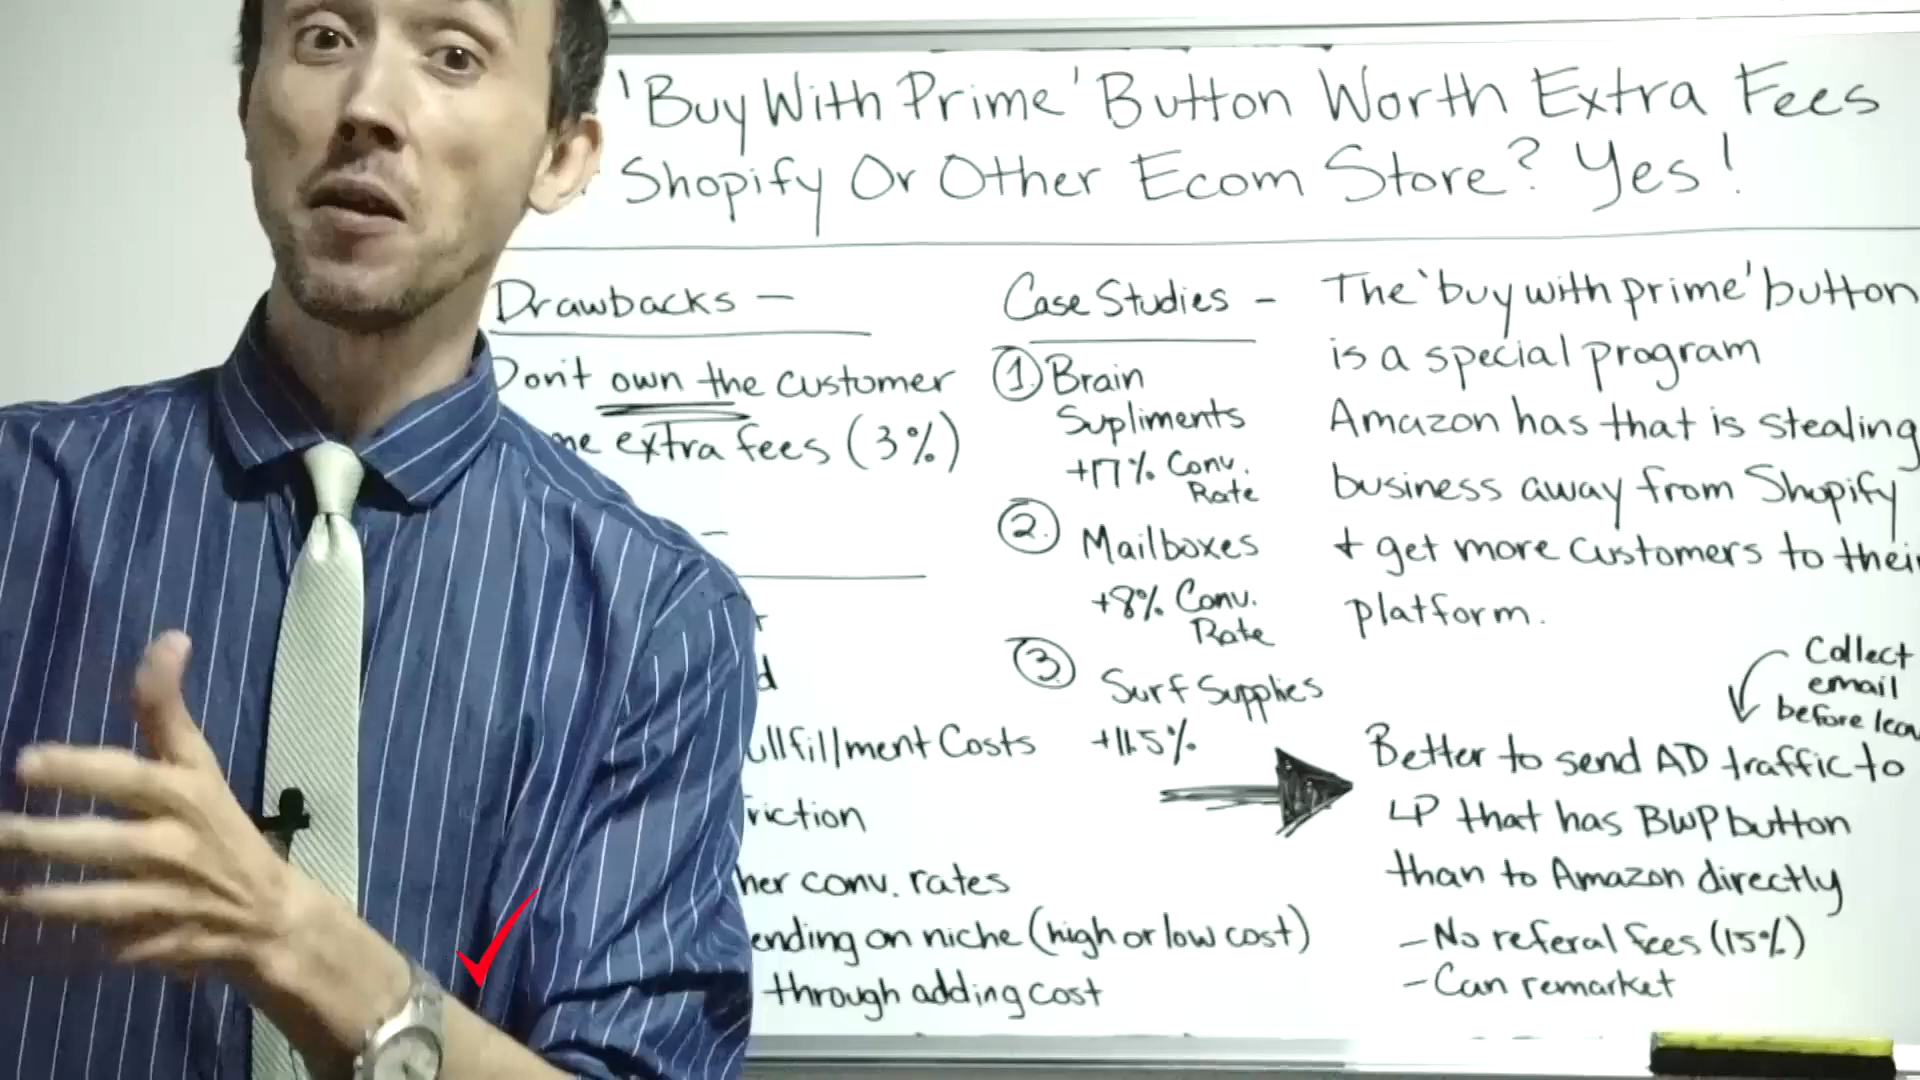 'Buy With Prime' Button Worth Extra Fees
Shopify Or Other Ecom Store? Yes!
Drawbacks -
Don't own the customer
extra fees (3%)
-
ullfillment Costs
riction
her conv. rates
ending on niche (high or low cost)
through adding cost
Case Studies -
1. Brain
Supliments
+17% Conv.
Rate
2. Mailboxes
+8% Conv.
Rate
3. Surf Supplies
+11.5%
The 'buy with prime' button
is a special program
Amazon has that is stealing
business away from Shopify
+ get more customers to their
platform.
Collect
email
before
Better to send AD traffic to
LP that has BWP button
than to Amazon directly
- No referal fees (15%)
- Can remarket